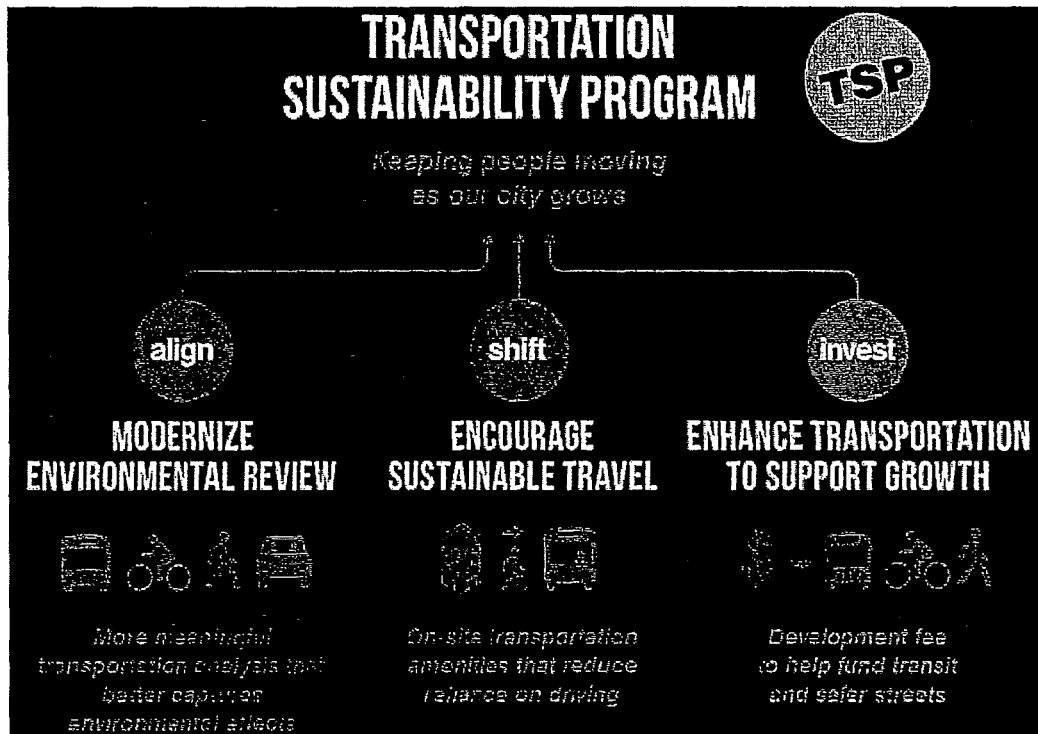 TRANSPORTATION
SUSTAINABILITY PROGRAM
TSP
Keeping people moving
as our city grows
align
shift
invest
MODERNIZE
ENVIRONMENTAL REVIEW
ENCOURAGE
SUSTAINABLE TRAVEL
ENHANCE TRANSPORTATION
TO SUPPORT GROWTH
More meaningful
transportation analysis that
better captures
environmental effects
On-site transportation
amenities that reduce
reliance on driving
Development fee
to help fund transit
and safer streets